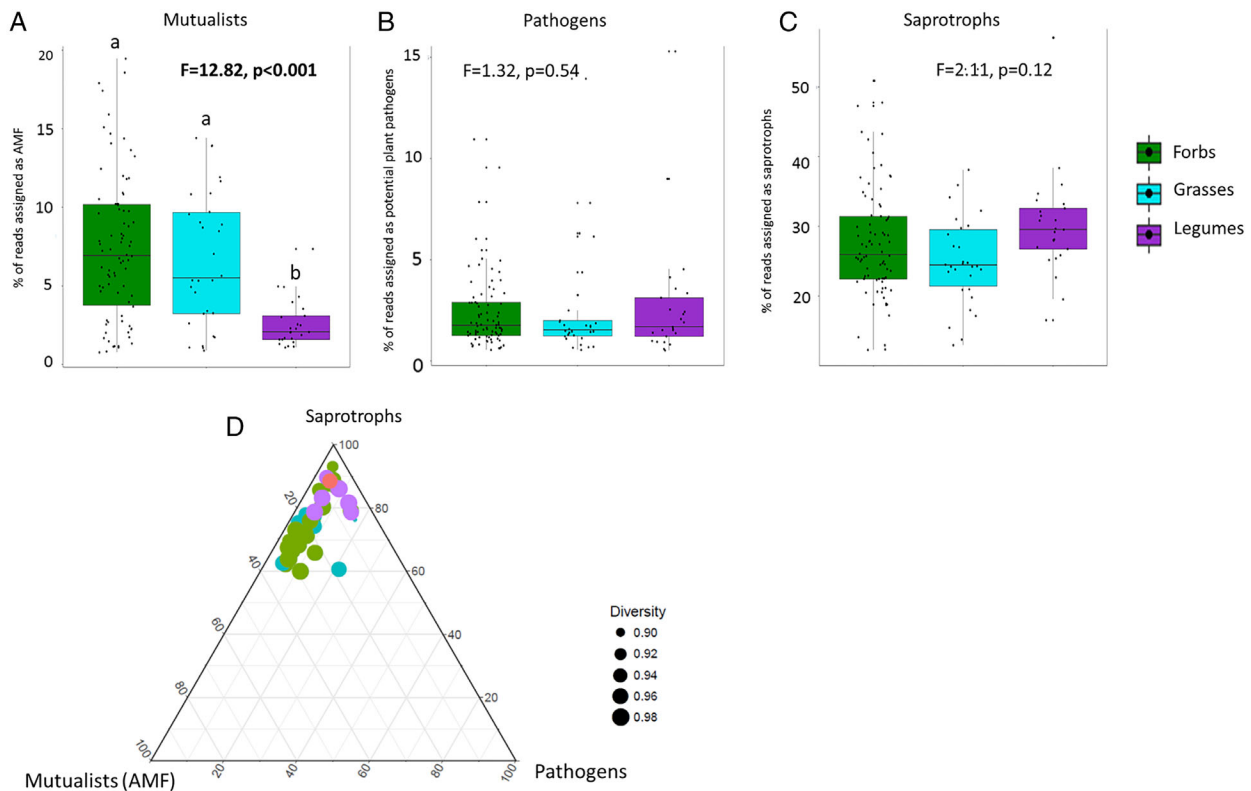 A
Mutualists
a
a
b
F=12.82, p<0.001
% of reads assigned as AMF
20
15
10
5
0
B
Pathogens
F=1.32, p=0.54
% of reads assigned as potential plant pathogens
15
10
5
0
C
Saprotrophs
F=2.11, p=0.12
% of reads assigned as saprotrophs
50
40
30
20
Forbs
Grasses
Legumes
D
Saprotrophs
100
80
60
40
20
20
40
60
80
100
20
40
60
80
100
Mutualists (AMF)
Pathogens
Diversity
0.90
0.92
0.94
0.96
0.98